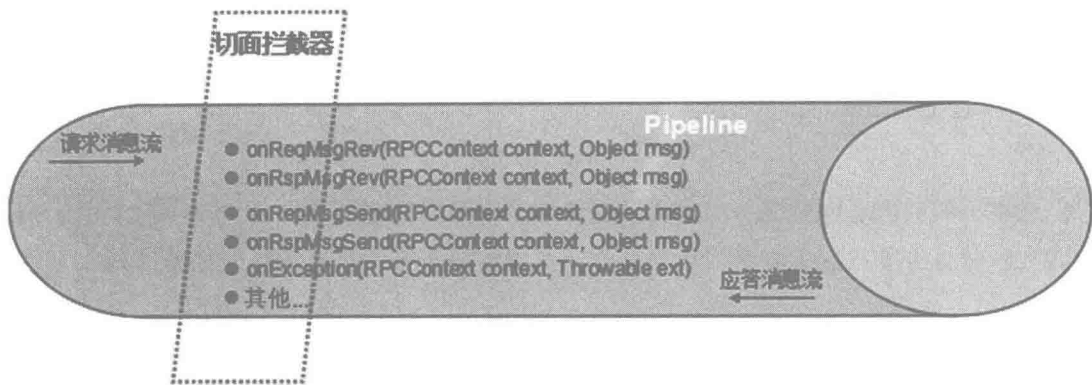 切面拦截器
Pipeline
请求消息流
● onReqMsgRev(RPCContext context, Object msg)
● onRspMsgRev(RPCContext context, Object msg)
● onRepMsgSend(RPCContext context, Object msg)
● onRspMsgSend(RPCContext context, Object msg)
● onException(RPCContext context, Throwable ext)
应答消息流
● 其他...